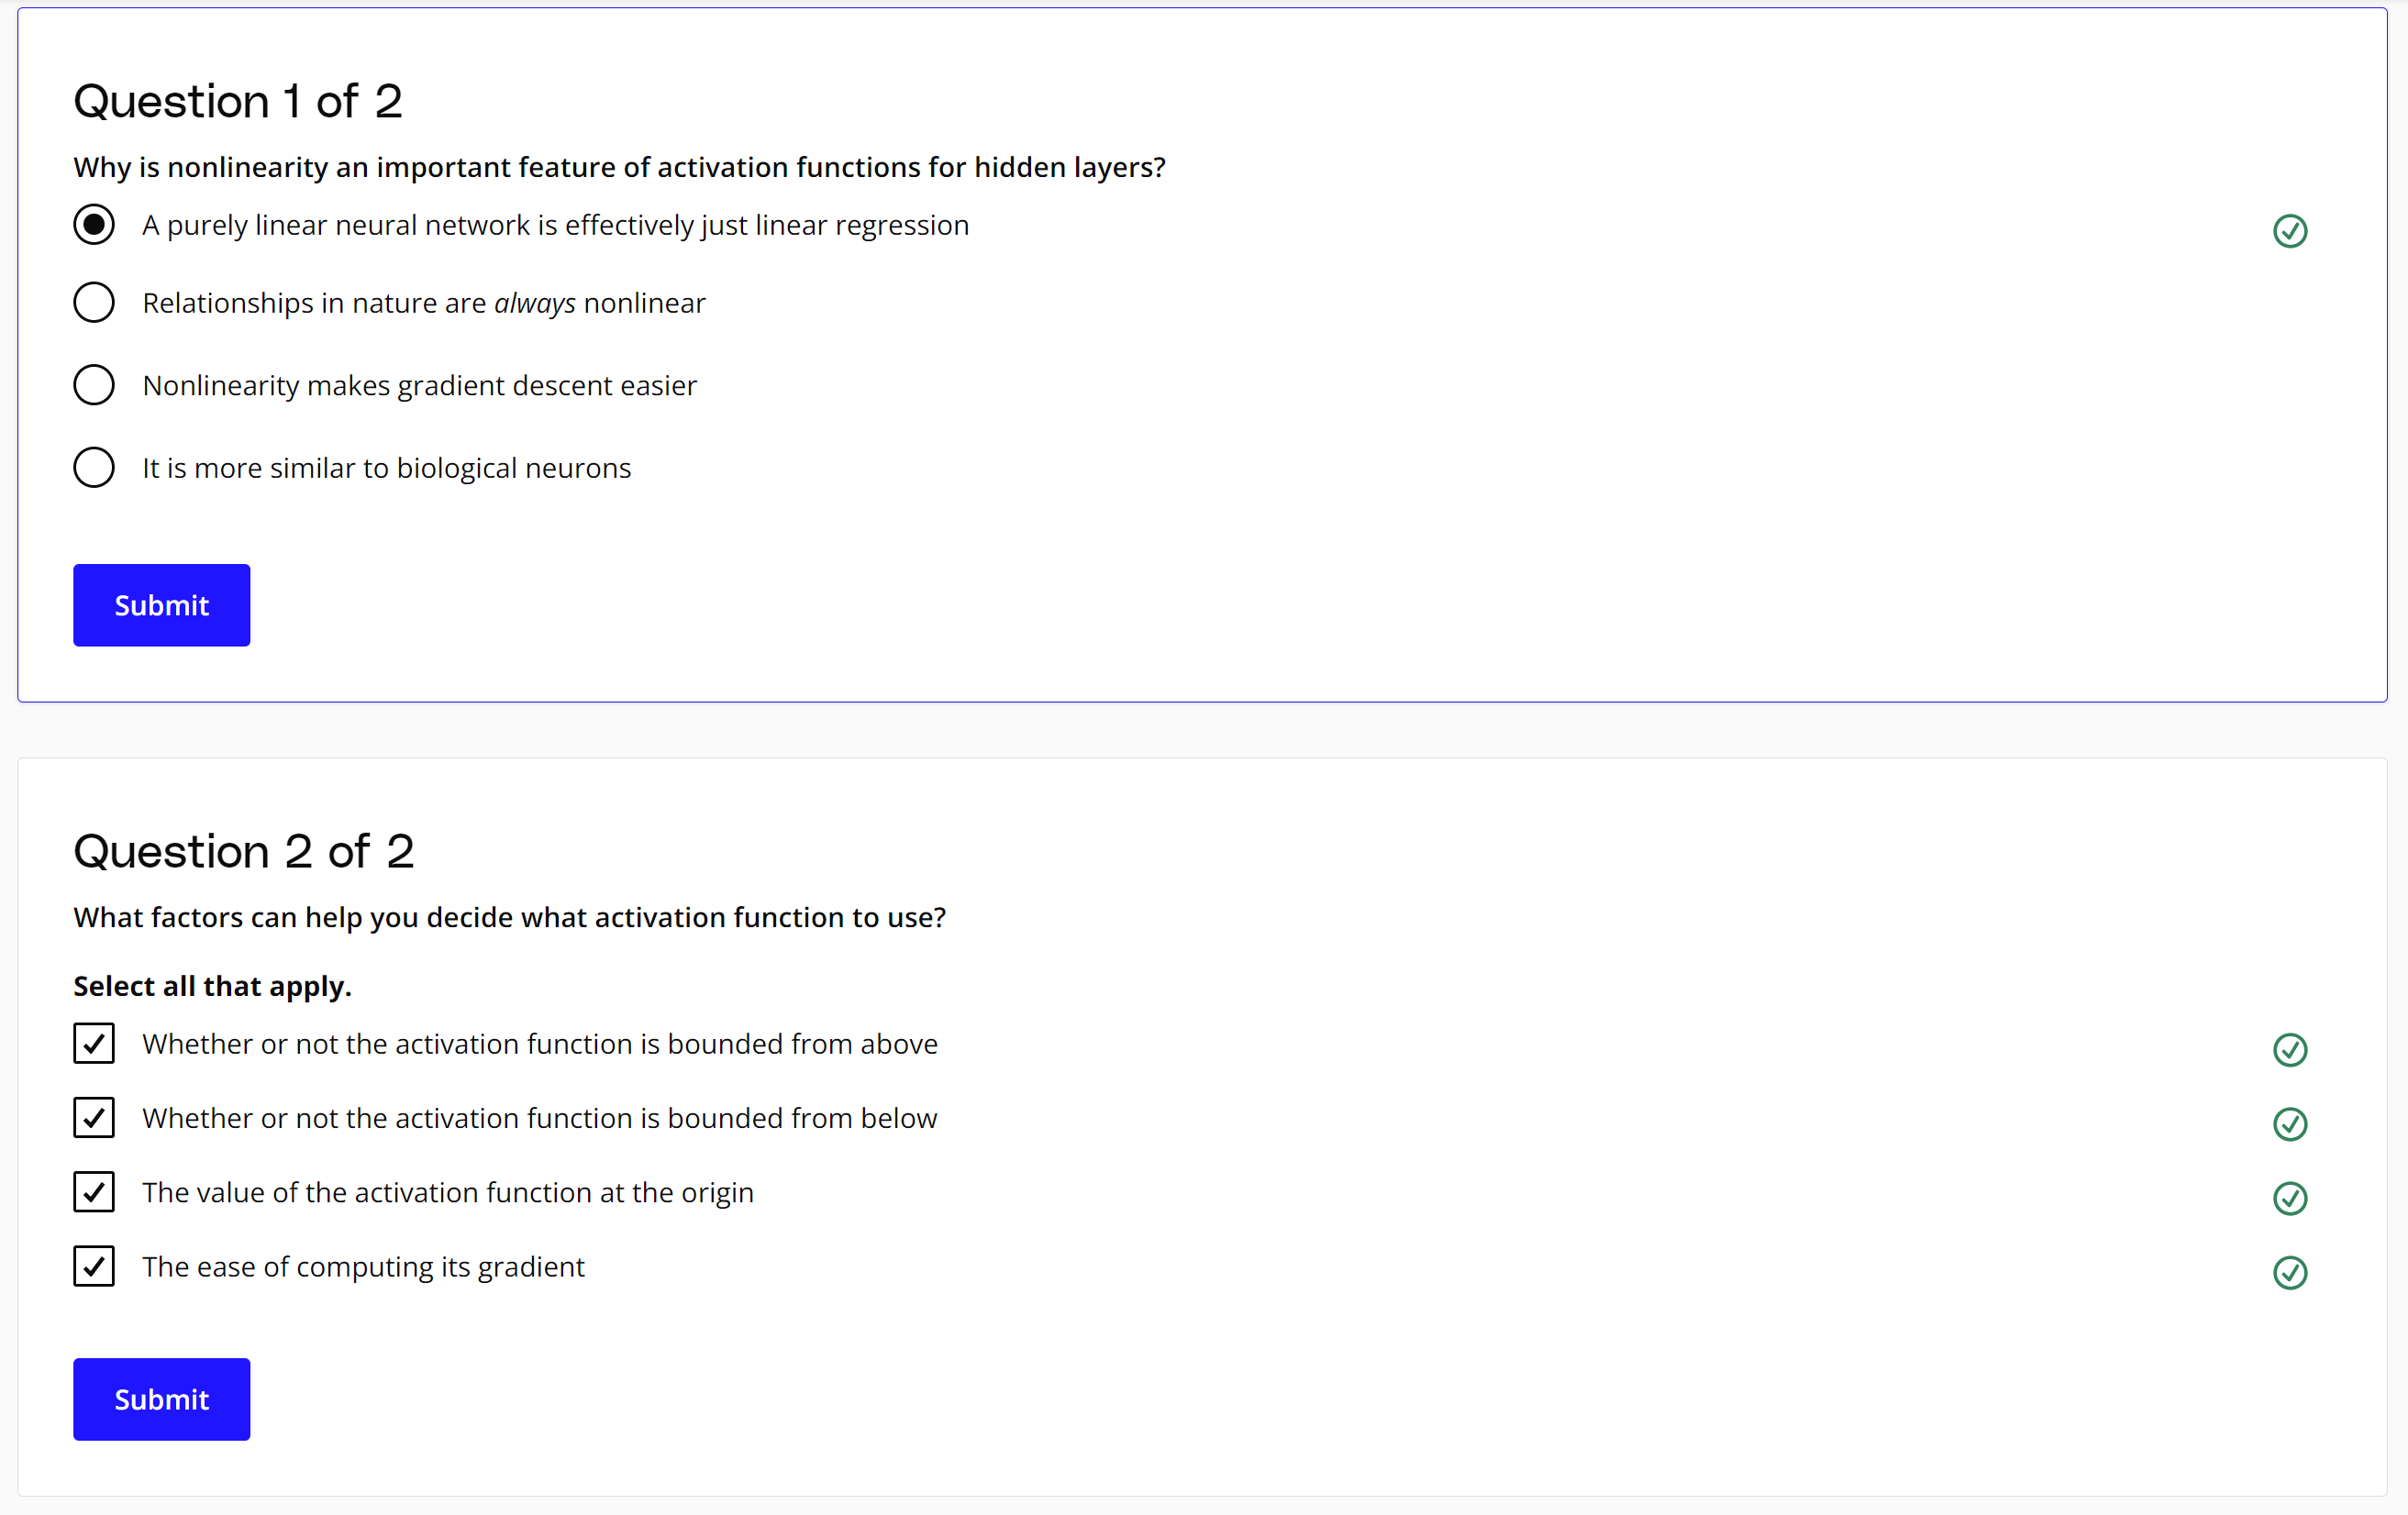 Question 1 of 2
Why is nonlinearity an important feature of activation functions for hidden layers?
A purely linear neural network is effectively just linear regression
Relationships in nature are always nonlinear
Nonlinearity makes gradient descent easier
It is more similar to biological neurons
Submit
Question 2 of 2
What factors can help you decide what activation function to use?
Select all that apply.
Whether or not the activation function is bounded from above
Whether or not the activation function is bounded from below
The value of the activation function at the origin
The ease of computing its gradient
Submit